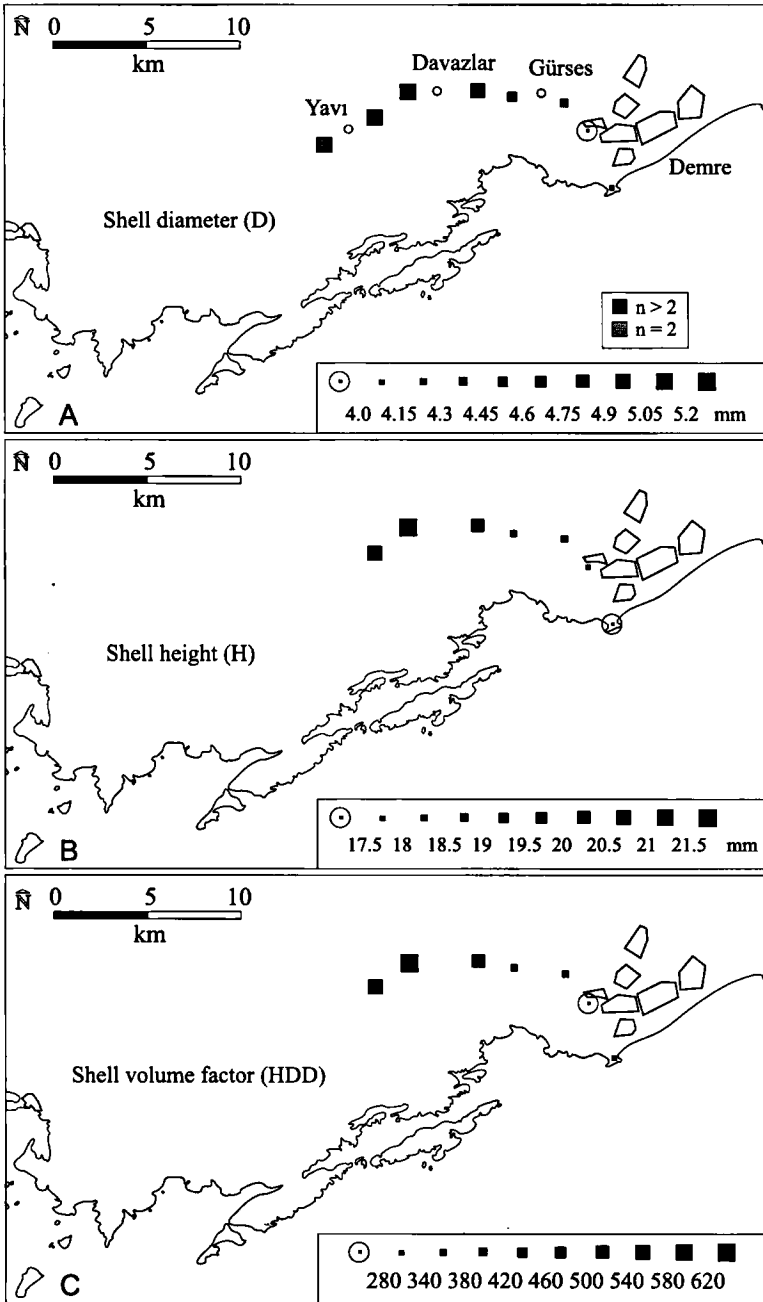 N 0 5 10
km
Davazlar
Gürses
Yavı
Demre
Shell diameter (D)
n > 2
n = 2
4.0 4.15 4.3 4.45 4.6 4.75 4.9 5.05 5.2 mm
A
N 0 5 10
km
Shell height (H)
17.5 18 18.5 19 19.5 20 20.5 21 21.5 mm
B
N 0 5 10
km
Shell volume factor (HDD)
280 340 380 420 460 500 540 580 620
C